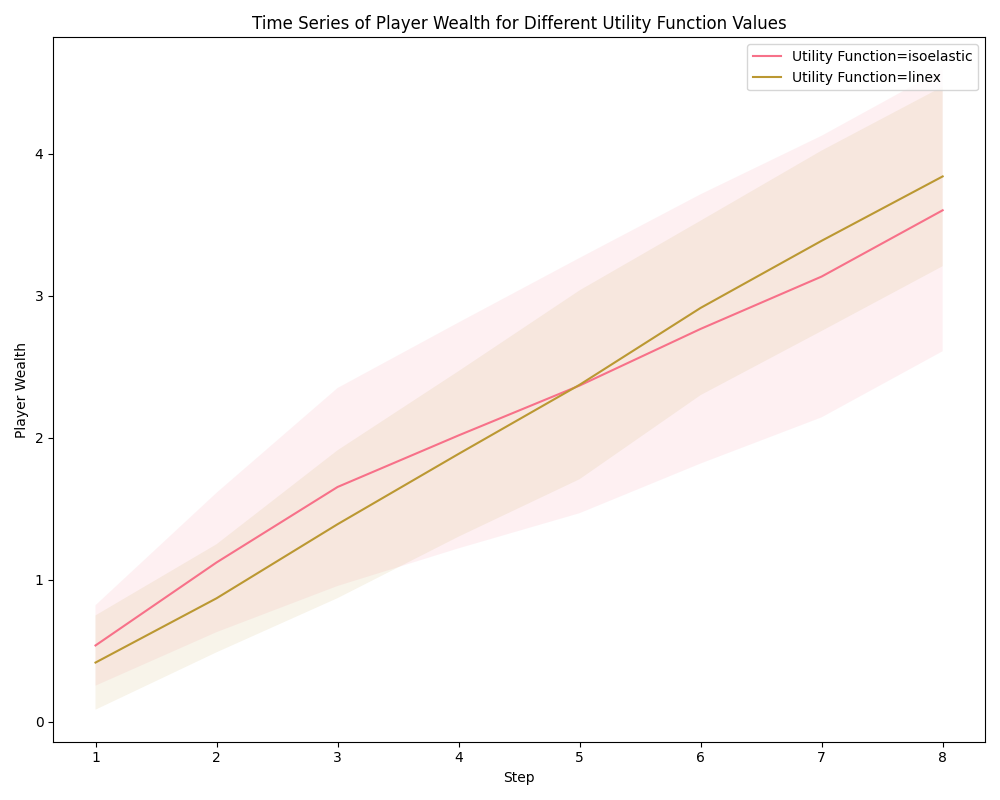 Time Series of Player Wealth for Different Utility Function Values
Utility Function=isoelastic
Utility Function=linex
Player Wealth
4
3
2
1
0
1 2 3 4 5 6 7 8
Step